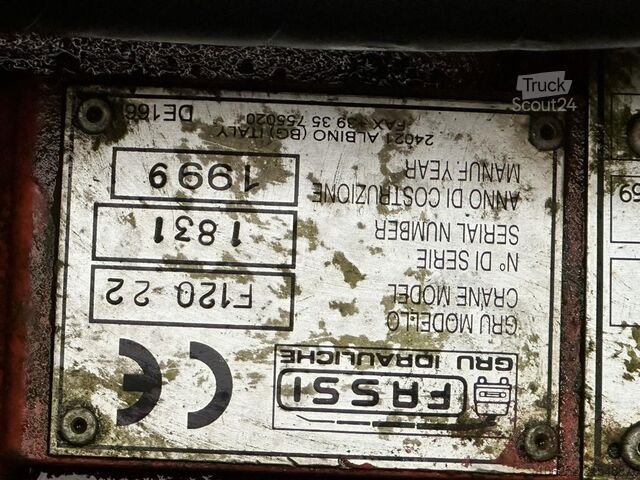 Truck
Scout24
FASSI
GRU IDRAULICHE
CE
GRU MODELLO
CRANE MODEL
F120 22
N° DI SERIE
SERIAL NUMBER
1831
ANNO DI COSTRUZIONE
MANUF. YEAR
1999
24021 ALBINO (BG) ITALY
FAX 39 35 755020